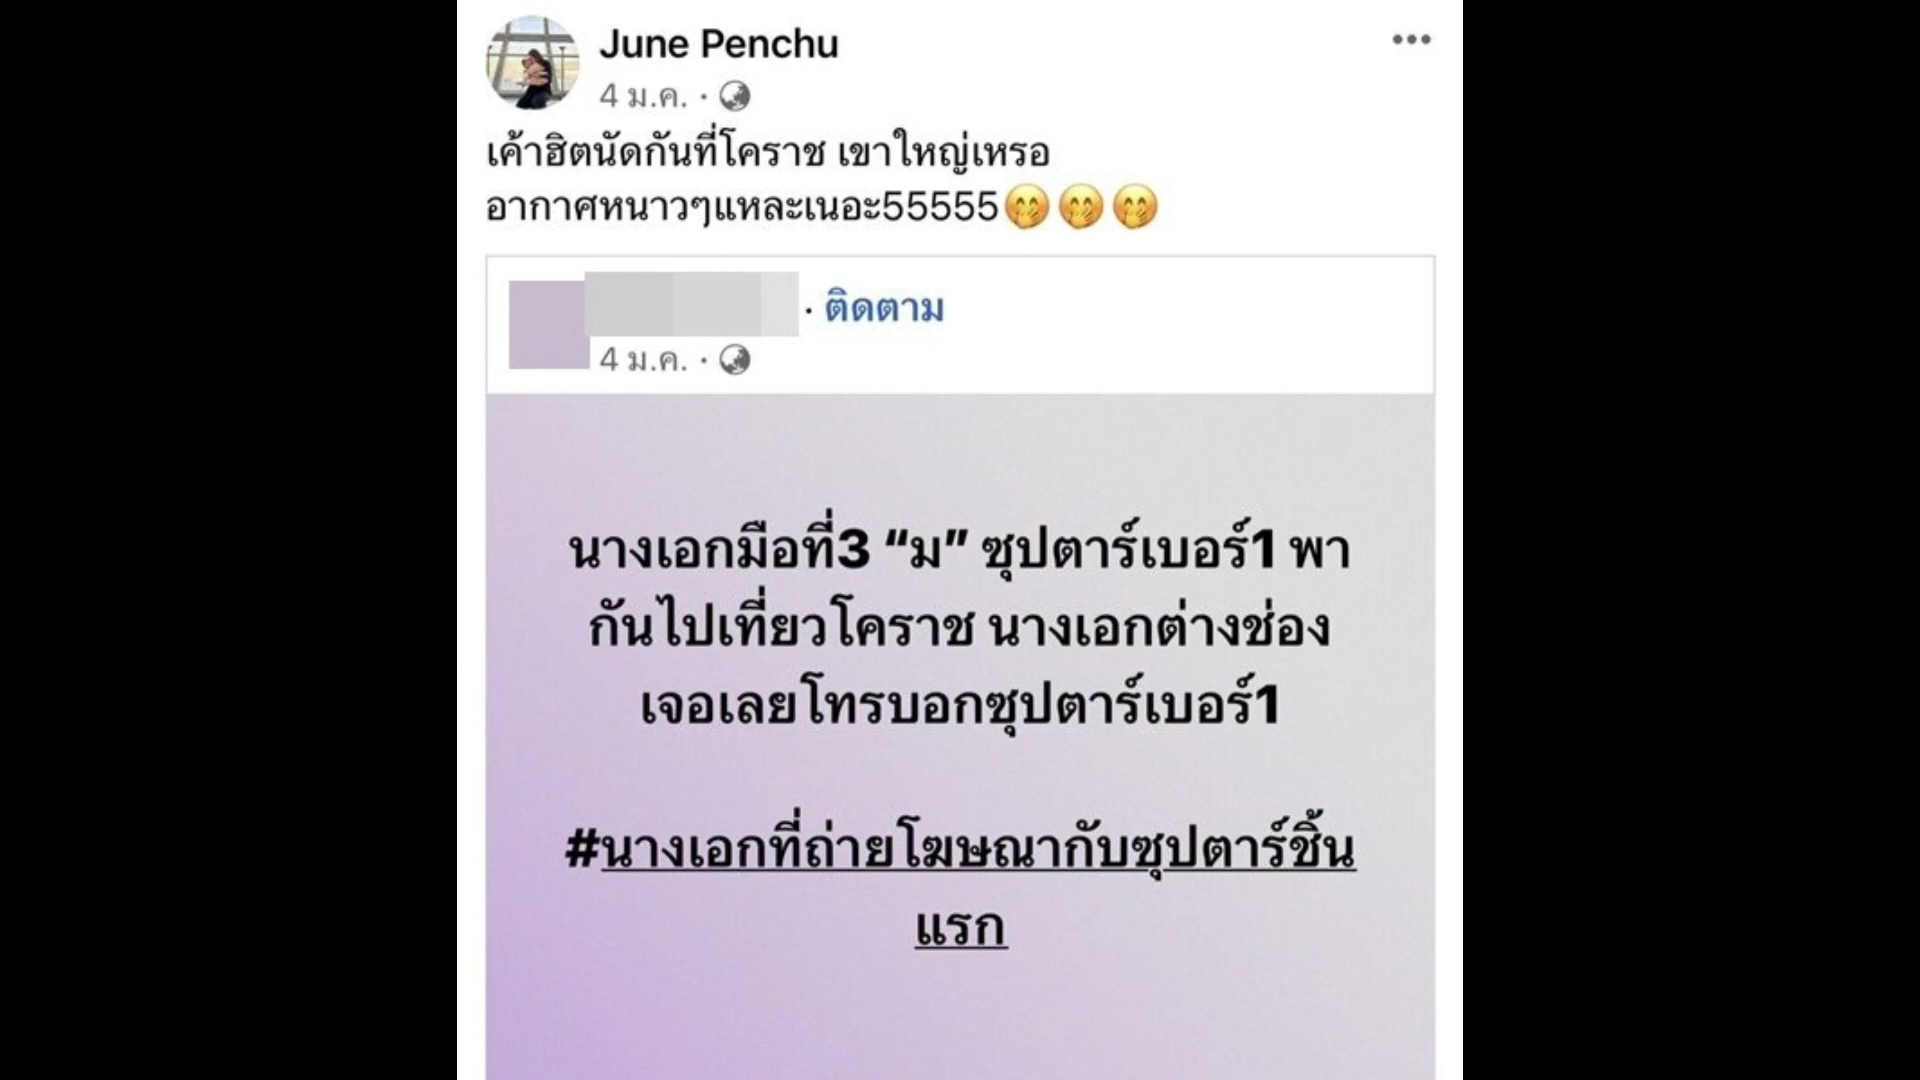 June Penchu
4 ม.ค. ·
เค้าฮิตนัดกันที่โคราช เขาใหญ่เหรอ
อากาศหนาวๆแหละเนอะ55555🤭🤭🤭
· ติดตาม
4 ม.ค. ·
นางเอกมือที่3 “ม” ซุปตาร์เบอร์1 พา
กันไปเที่ยวโคราช นางเอกต่างช่อง
เจอเลยโทรบอกซุปตาร์เบอร์1
#นางเอกที่ถ่ายโฆษณากับซุปตาร์ชิ้น
แรก